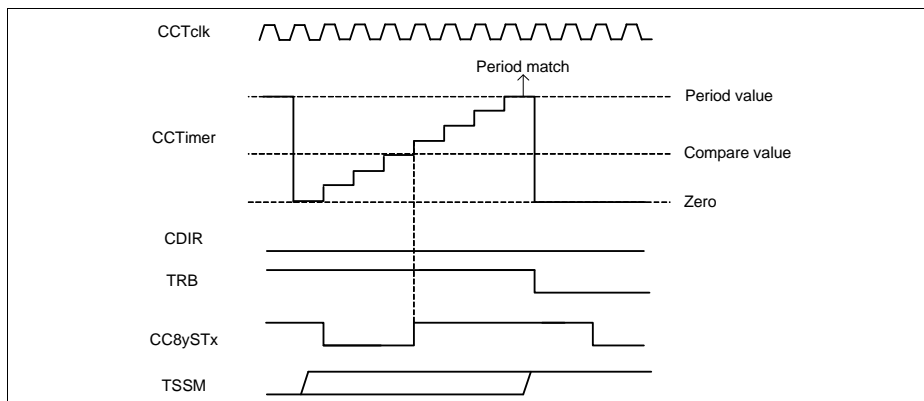 CCTclk
Period match
Period value
CCTimer
Compare value
Zero
CDIR
TRB
CC8ySTx
TSSM